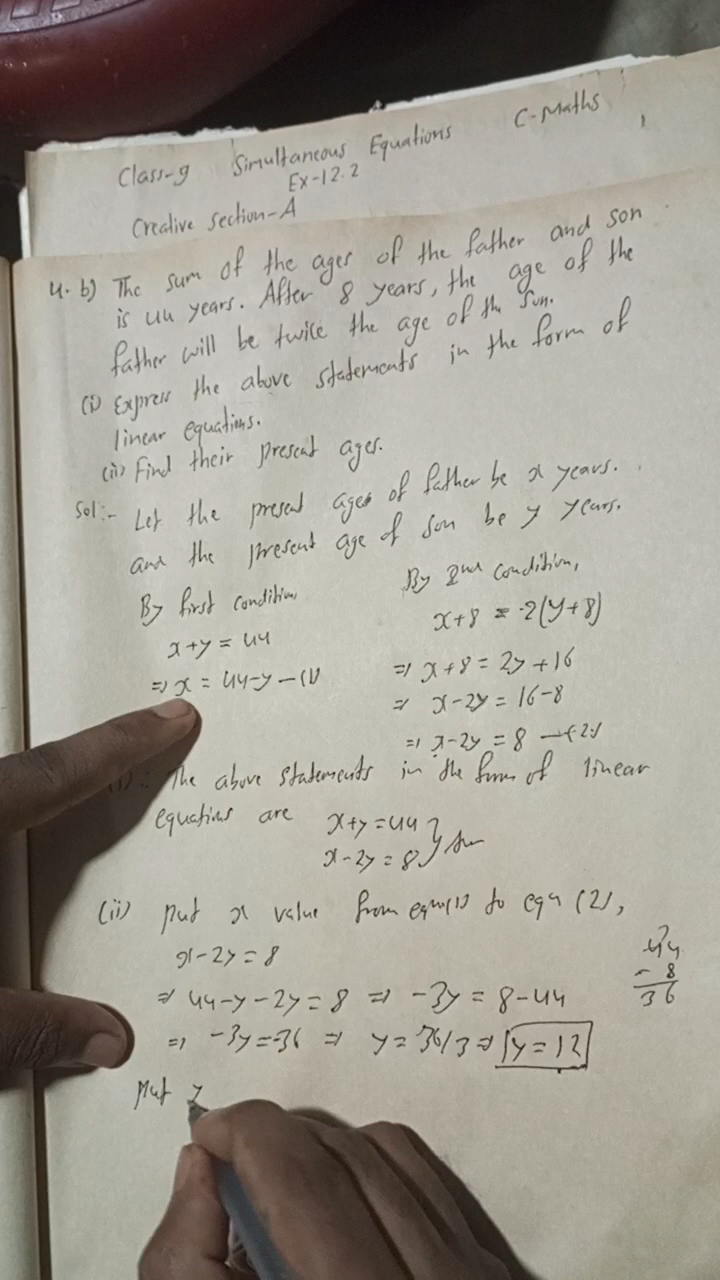 Class-9 Simultaneous Equations C-Maths
Ex-12.2
Creative Section-A
4. b) The sum of the ages of the father and son
is 44 years. After 8 years, the age of the
father will be twice the age of the son.
(i) Express the above statements in the form of
linear equations.
(ii) Find their present ages.
Sol:- Let the present ages of father be x years.
and the present age of son be y years.
By first condition,
x+y = 44
=> x = 44-y -(1)
By 2nd condition,
x+8 = 2(y+8)
=> x+8 = 2y+16
=> x-2y = 16-8
=> x-2y = 8 -(2)
(i): The above statements in the form of linear
equations are x+y = 44
x-2y = 8 } Ans
(ii) put x value from eqn(1) to eqn (2),
x-2y = 8
=> 44-y-2y = 8 => -3y = 8-44
=> -3y = -36 => y = 36/3 => y = 12
44
- 8
36
Put y